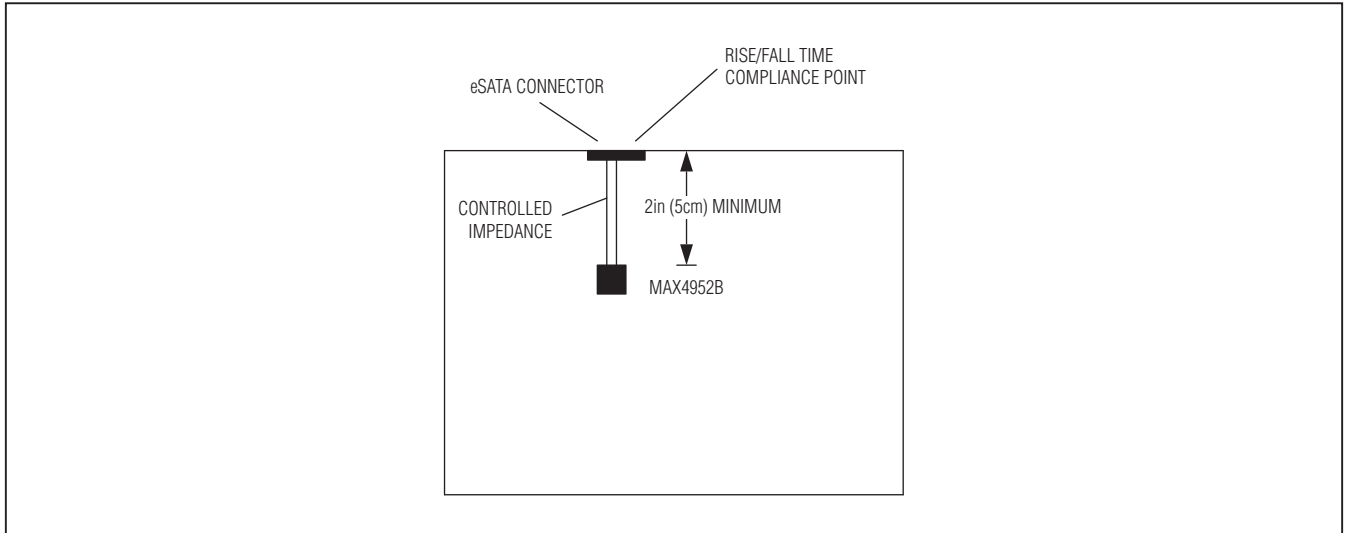 RISE/FALL TIME
COMPLIANCE POINT
eSATA CONNECTOR
CONTROLLED
IMPEDANCE
2in (5cm) MINIMUM
MAX4952B